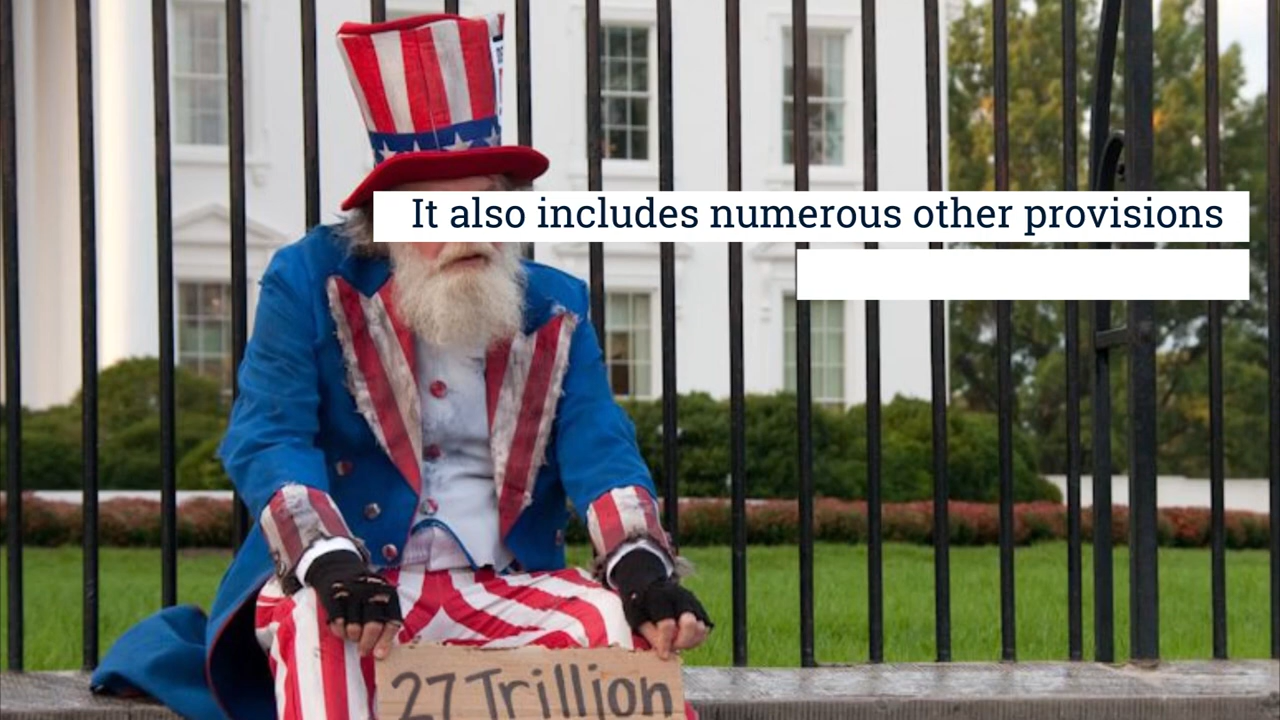 It also includes numerous other provisions
27 Trillion